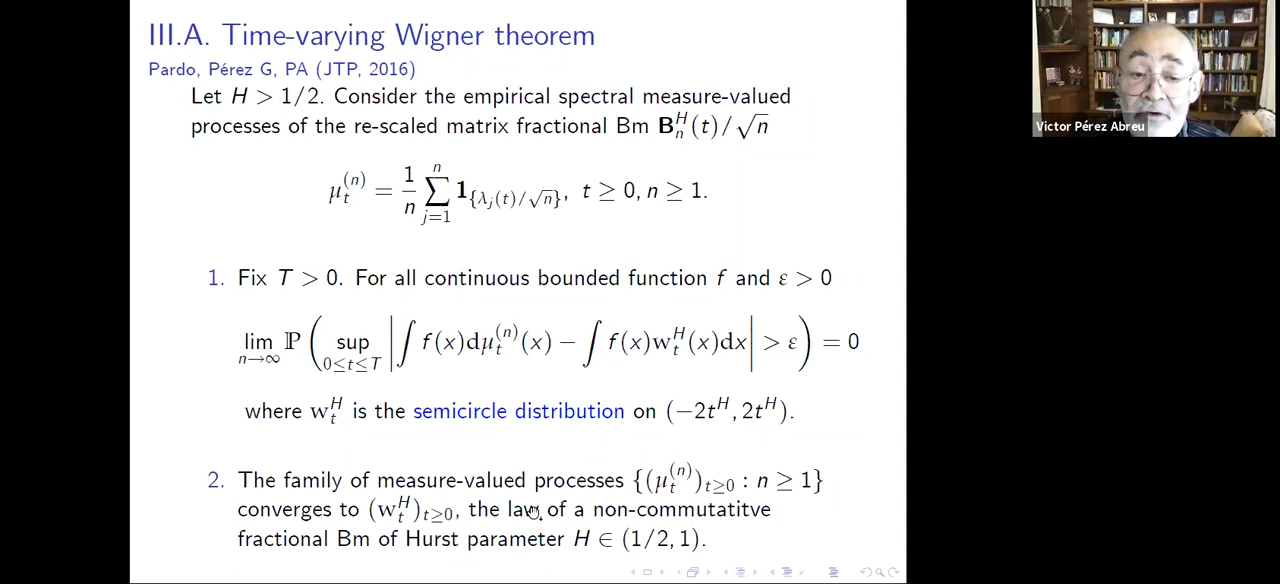 III.A. Time-varying Wigner theorem
Pardo, Pérez G, PA (JTP, 2016)
Let H > 1/2. Consider the empirical spectral measure-valued
processes of the re-scaled matrix fractional Bm B_n^H(t)/√n
μ_t^{(n)} = 1/n ∑_{j=1}^{n} 1_{{λ_j(t)/√n}}, t ≥ 0, n ≥ 1.
1. Fix T > 0. For all continuous bounded function f and ε > 0
lim_{n→∞} ℙ( sup_{0≤t≤T} | ∫ f(x)dμ_t^{(n)}(x) − ∫ f(x)w_t^H(x)dx | > ε ) = 0
where w_t^H is the semicircle distribution on (−2t^H, 2t^H).
2. The family of measure-valued processes {(μ_t^{(n)})_{t≥0} : n ≥ 1}
converges to (w_t^H)_{t≥0}, the law of a non-commutatitve
fractional Bm of Hurst parameter H ∈ (1/2, 1).
Victor Pérez Abreu